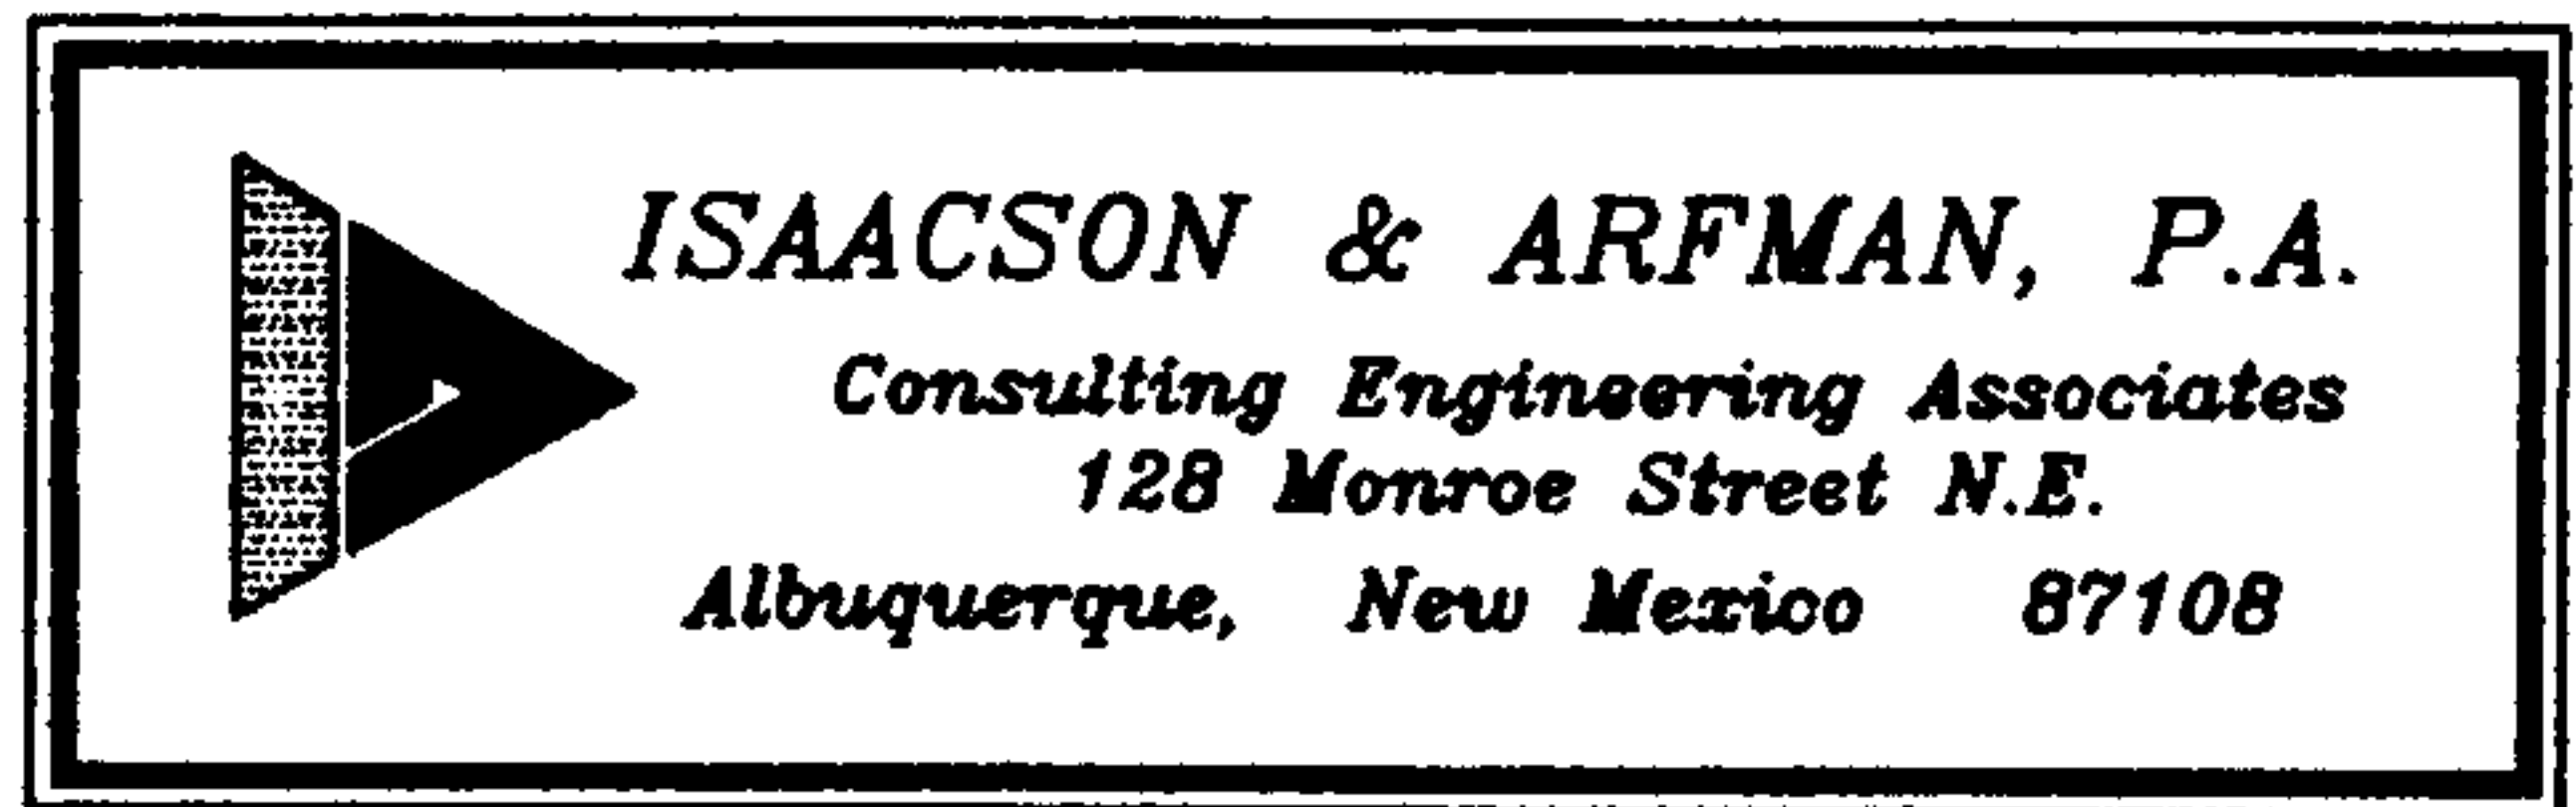 ISAACSON & ARFMAN, P.A.
Consulting Engineering Associates
128 Monroe Street N.E.
Albuquerque, New Mexico 87108